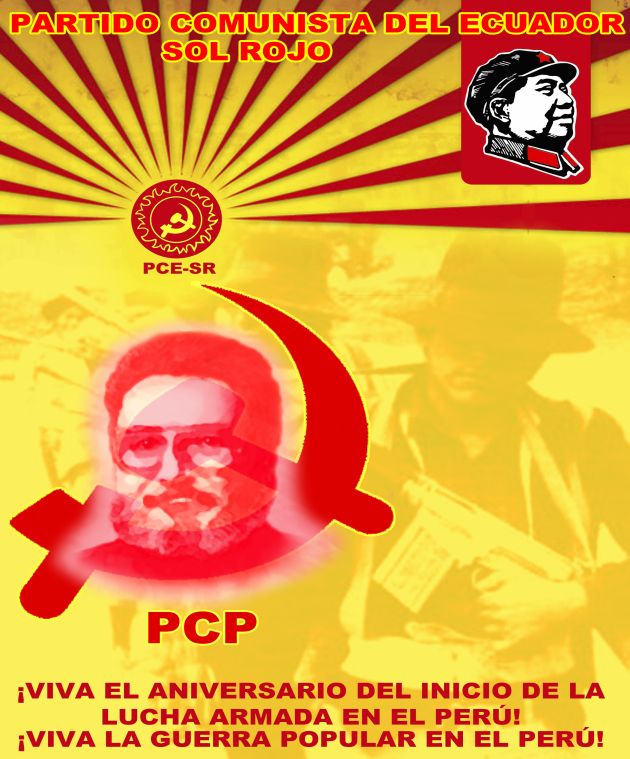 PARTIDO COMUNISTA DEL ECUADOR
SOL ROJO
PCE-SR
PCP
¡VIVA EL ANIVERSARIO DEL INICIO DE LA
LUCHA ARMADA EN EL PERÚ!
¡VIVA LA GUERRA POPULAR EN EL PERÚ!